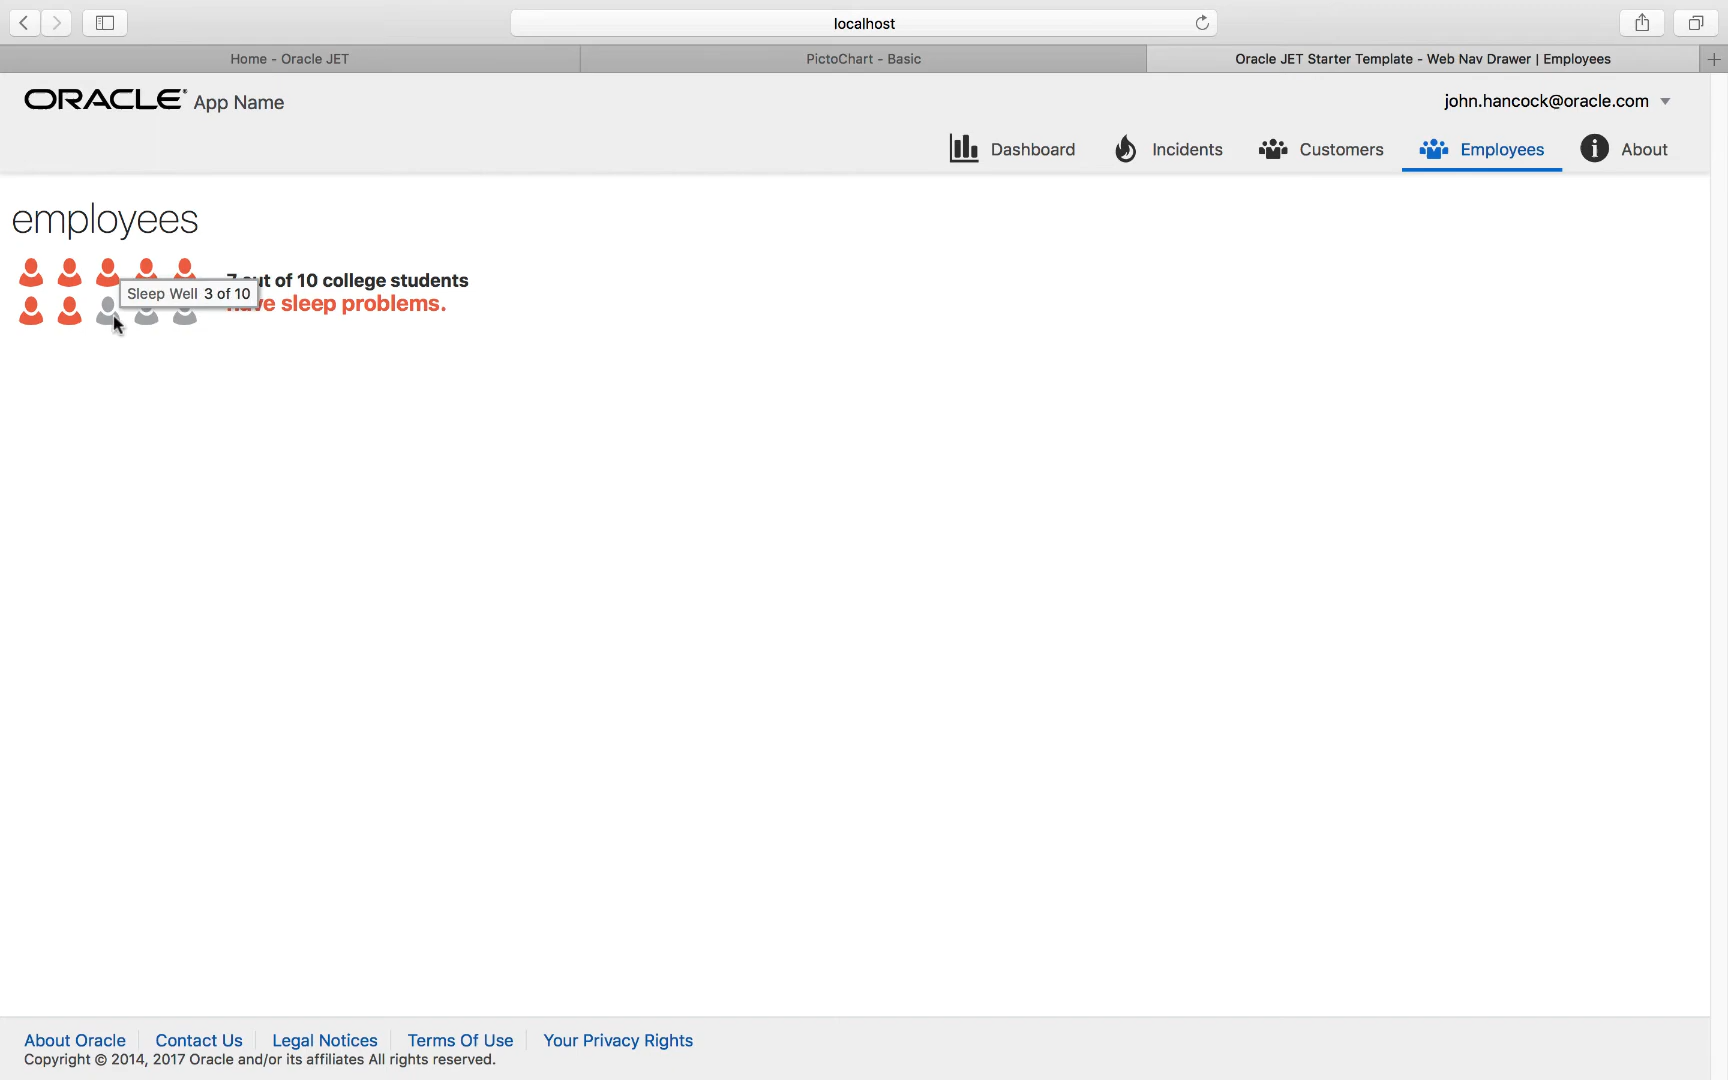 localhost
Home - Oracle JET
PictoChart - Basic
Oracle JET Starter Template - Web Nav Drawer | Employees
ORACLE App Name
john.hancock@oracle.com
Dashboard
Incidents
Customers
Employees
About
employees
of 10 college students
sleep problems.
Sleep Well 3 of 10
About Oracle
Contact Us
Legal Notices
Terms Of Use
Your Privacy Rights
Copyright © 2014, 2017 Oracle and/or its affiliates All rights reserved.